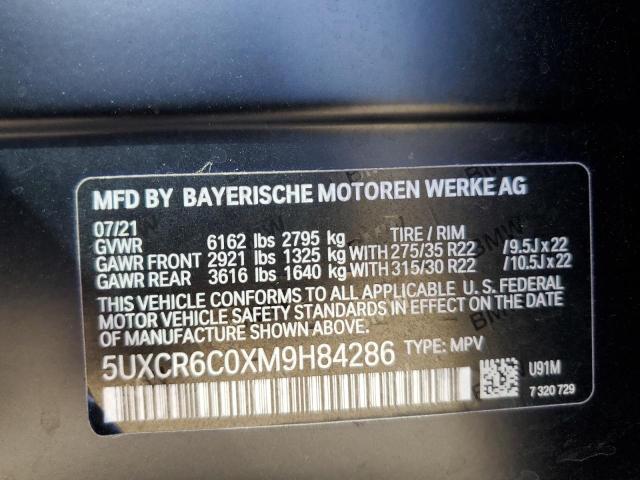 MFD BY BAYERISCHE MOTOREN WERKE AG
07/21
GVWR 6162 lbs 2795 kg TIRE / RIM
GAWR FRONT 2921 lbs 1325 kg WITH 275/35 R22 /9.5J x 22
GAWR REAR 3616 lbs 1640 kg WITH 315/30 R22 /10.5J x 22
THIS VEHICLE CONFORMS TO ALL APPLICABLE U. S. FEDERAL
MOTOR VEHICLE SAFETY STANDARDS IN EFFECT ON THE DATE
OF MANUFACTURE SHOWN ABOVE.
5UXCR6C0XM9H84286 TYPE: MPV
U91M
7 320 729